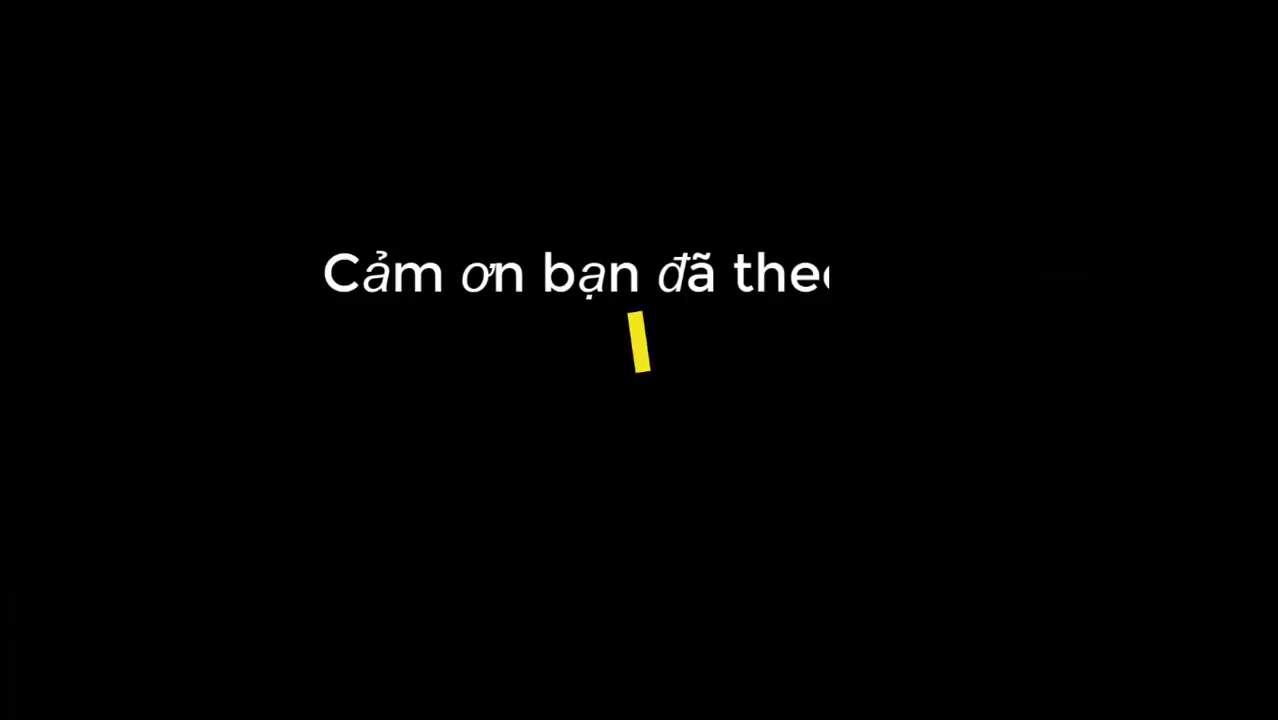 Cảm ơn bạn đã the